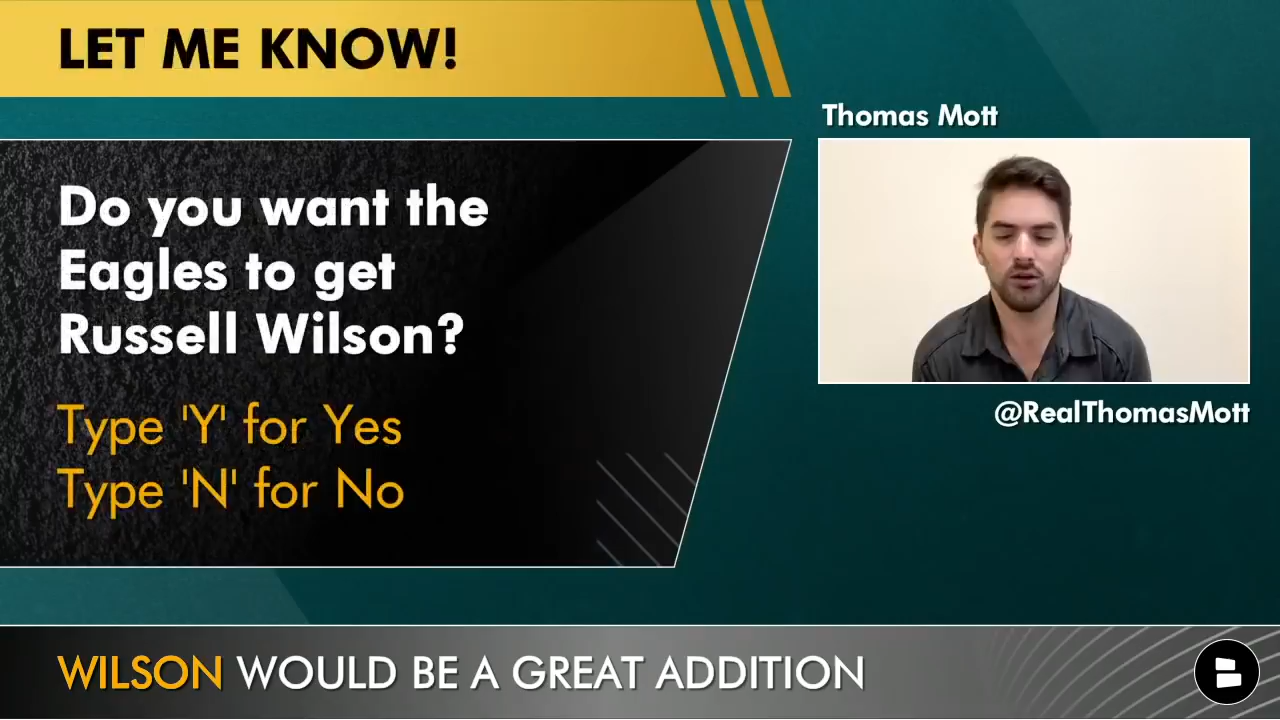 LET ME KNOW!
Thomas Mott
Do you want the
Eagles to get
Russell Wilson?
Type 'Y' for Yes
Type 'N' for No
@RealThomasMott
WILSON WOULD BE A GREAT ADDITION